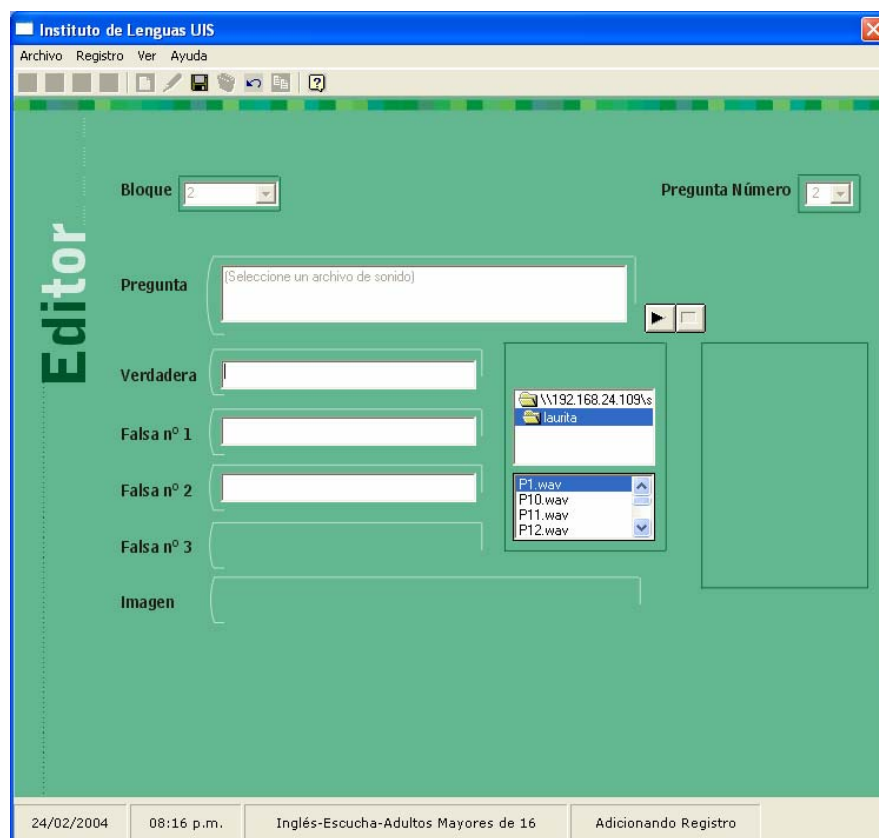 Instituto de Lenguas UIS
Archivo Registro Ver Ayuda
Editor
Bloque 2
Pregunta Número 2
Pregunta (Seleccione un archivo de sonido)
Verdadera
\\192.168.24.109\s
laurita
Falsa nº 1
P1.wav
P10.wav
P11.wav
P12.wav
Falsa nº 2
Falsa nº 3
Imagen
24/02/2004 08:16 p.m. Inglés-Escucha-Adultos Mayores de 16 Adicionando Registro